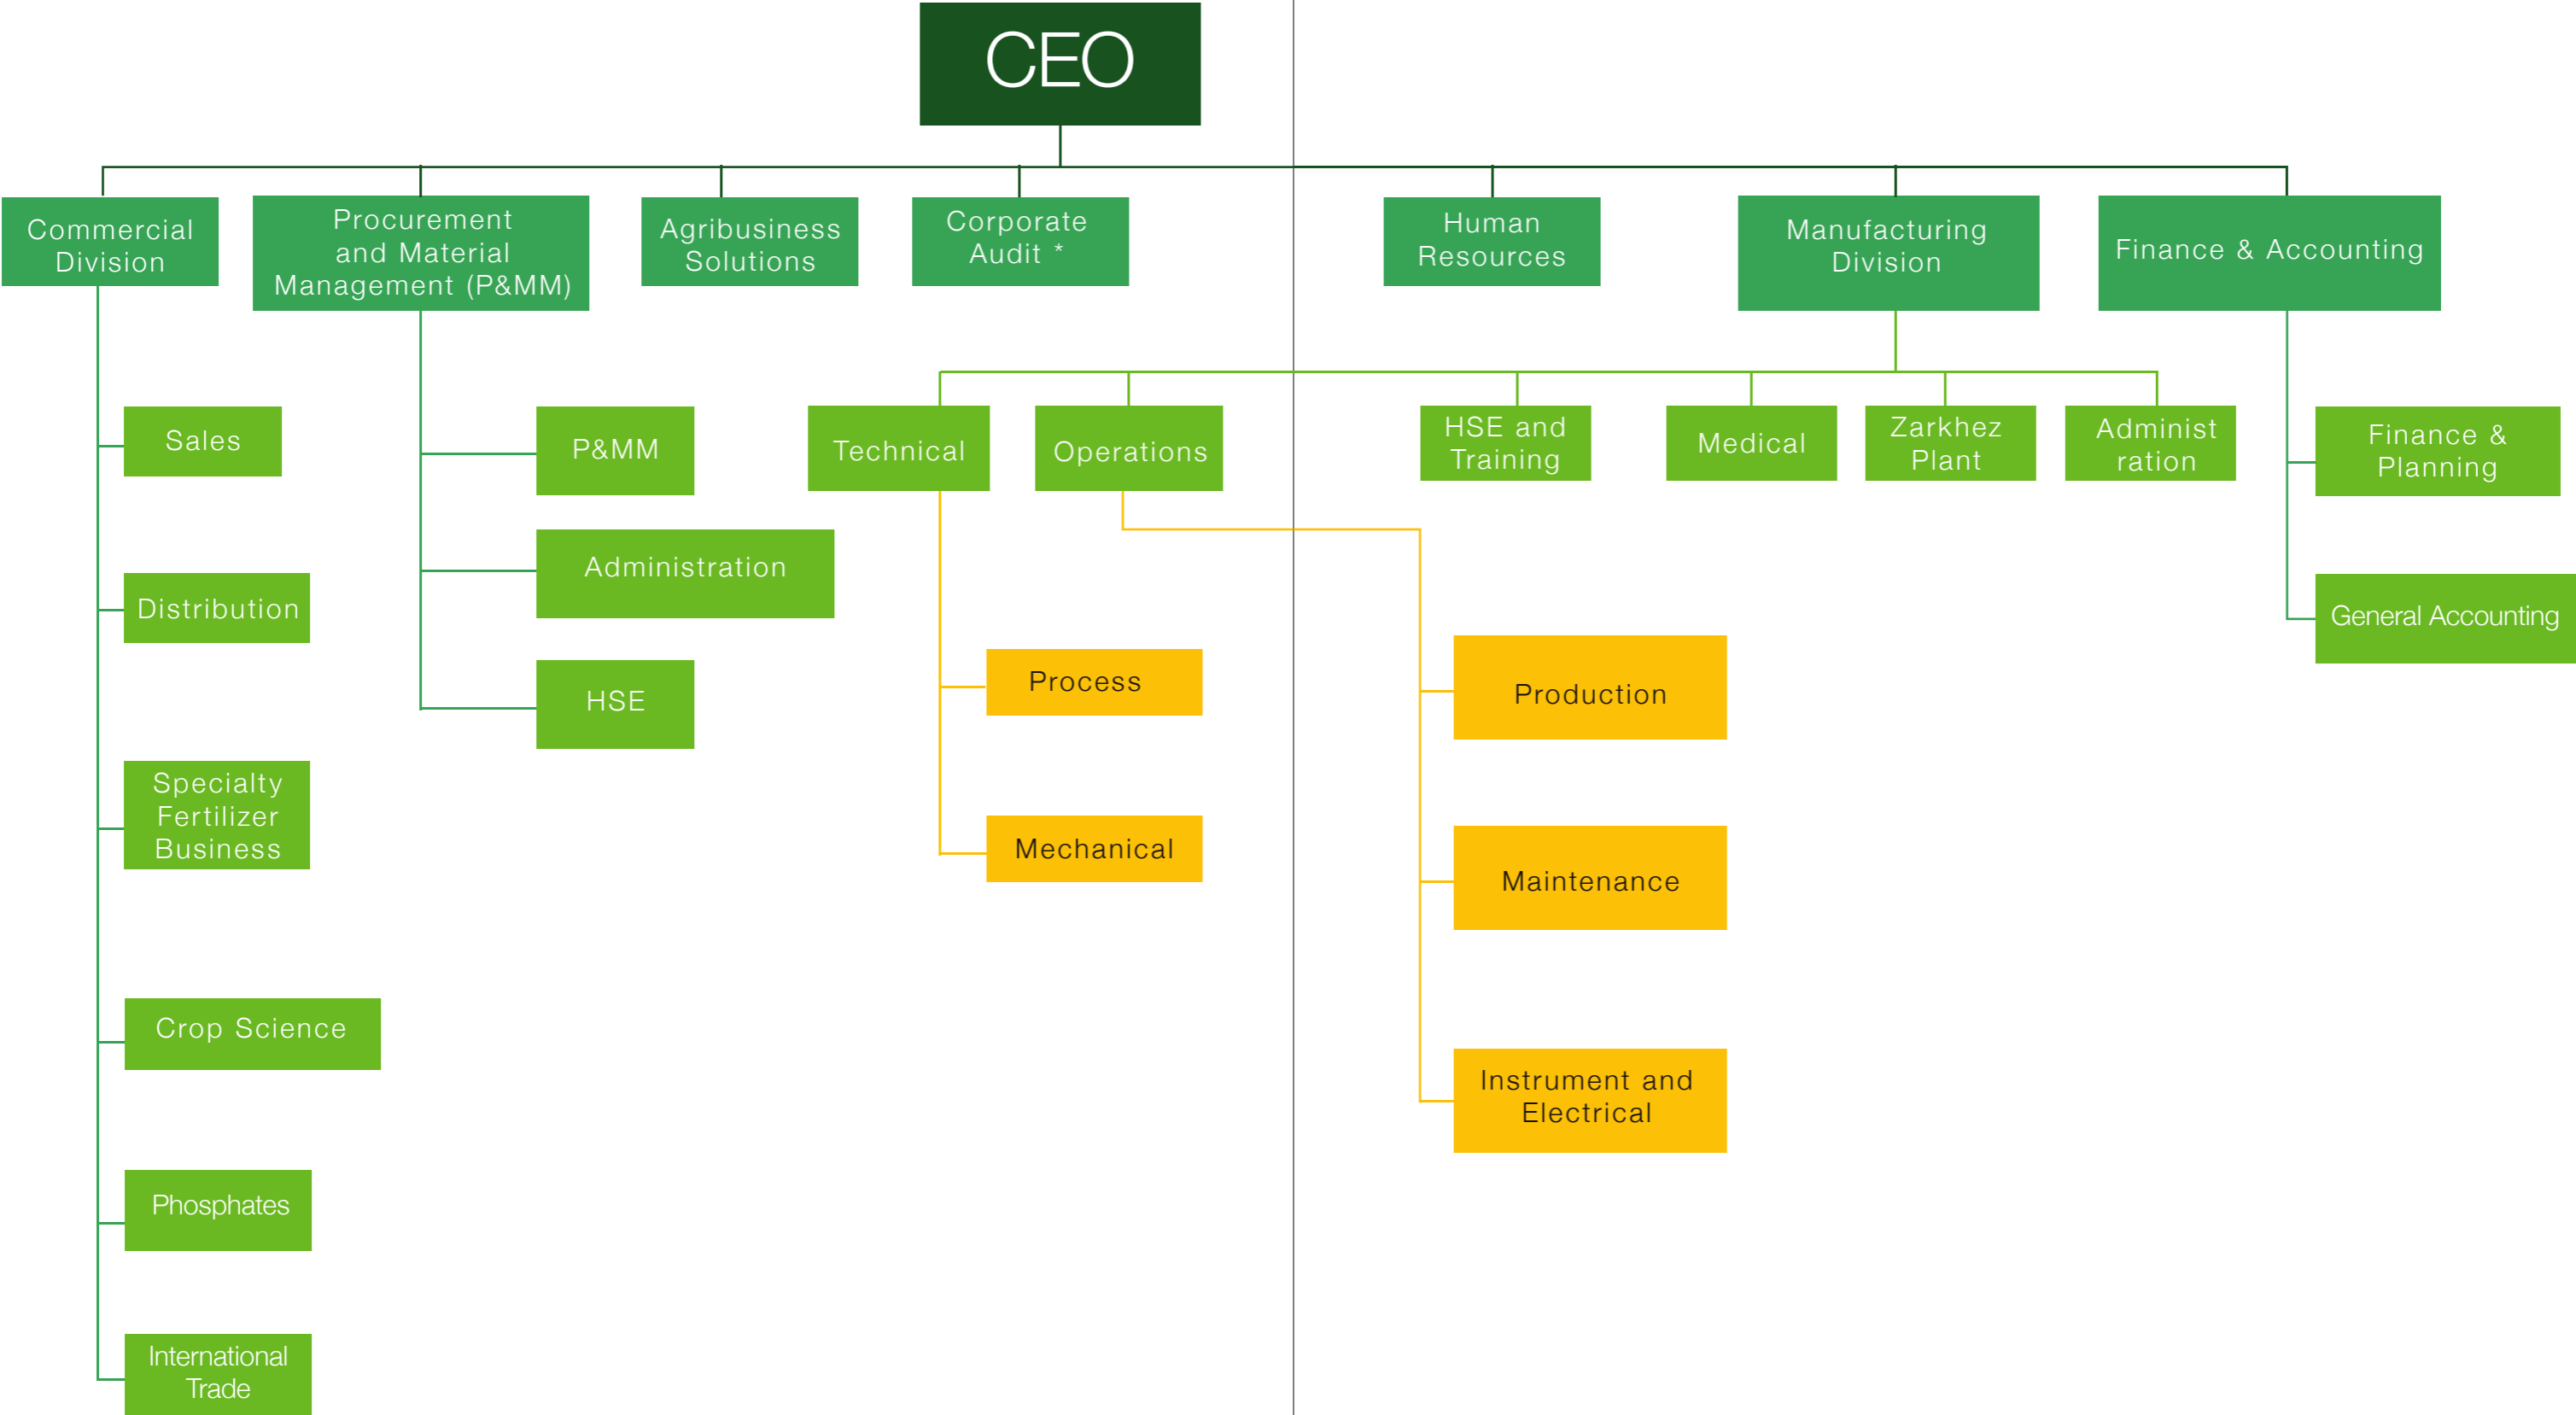 CEO
Commercial
Division
Procurement
and Material
Management (P&MM)
Agribusiness
Solutions
Corporate
Audit *
Human
Resources
Manufacturing
Division
Finance & Accounting
Sales
Distribution
Specialty
Fertilizer
Business
Crop Science
Phosphates
International
Trade
P&MM
Administration
HSE
Technical
Operations
HSE and
Training
Medical
Zarkhez
Plant
Administ
ration
Process
Mechanical
Production
Maintenance
Instrument and
Electrical
Finance &
Planning
General Accounting